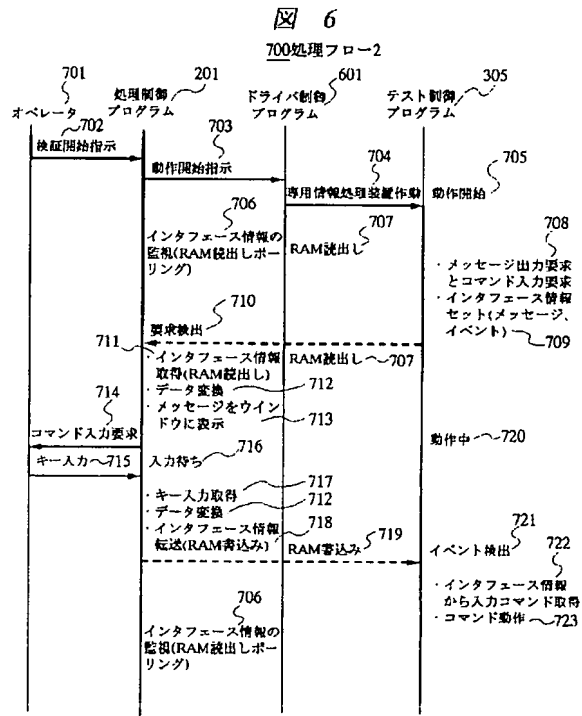 図 6
700処理フロー2
701
オペレータ
処理制御
プログラム
201
ドライバ制御
プログラム
601
テスト制御
プログラム
305
702
検証開始指示
703
動作開始指示
704
専用情報処理装置作動
705
動作開始
706
インタフェース情報の
監視(RAM読出しポー
リング)
707
RAM読出し
708
・メッセージ出力要求
とコマンド入力要求
・インタフェース情報
セット(メッセージ、
イベント)
709
710
要求検出
711
・インタフェース情報
取得(RAM読出し)
RAM読出し
707
・データ変換
712
・メッセージをウイン
ドウに表示
713
714
コマンド入力要求
動作中
720
キー入力
715
入力待ち
716
・キー入力取得
717
・データ変換
712
・インタフェース情報
転送(RAM書込み)
718
RAM書込み
719
イベント検出
721
722
・インタフェース情報
から入力コマンド取得
・コマンド動作
723
706
インタフェース情報の
監視(RAM読出しポー
リング)